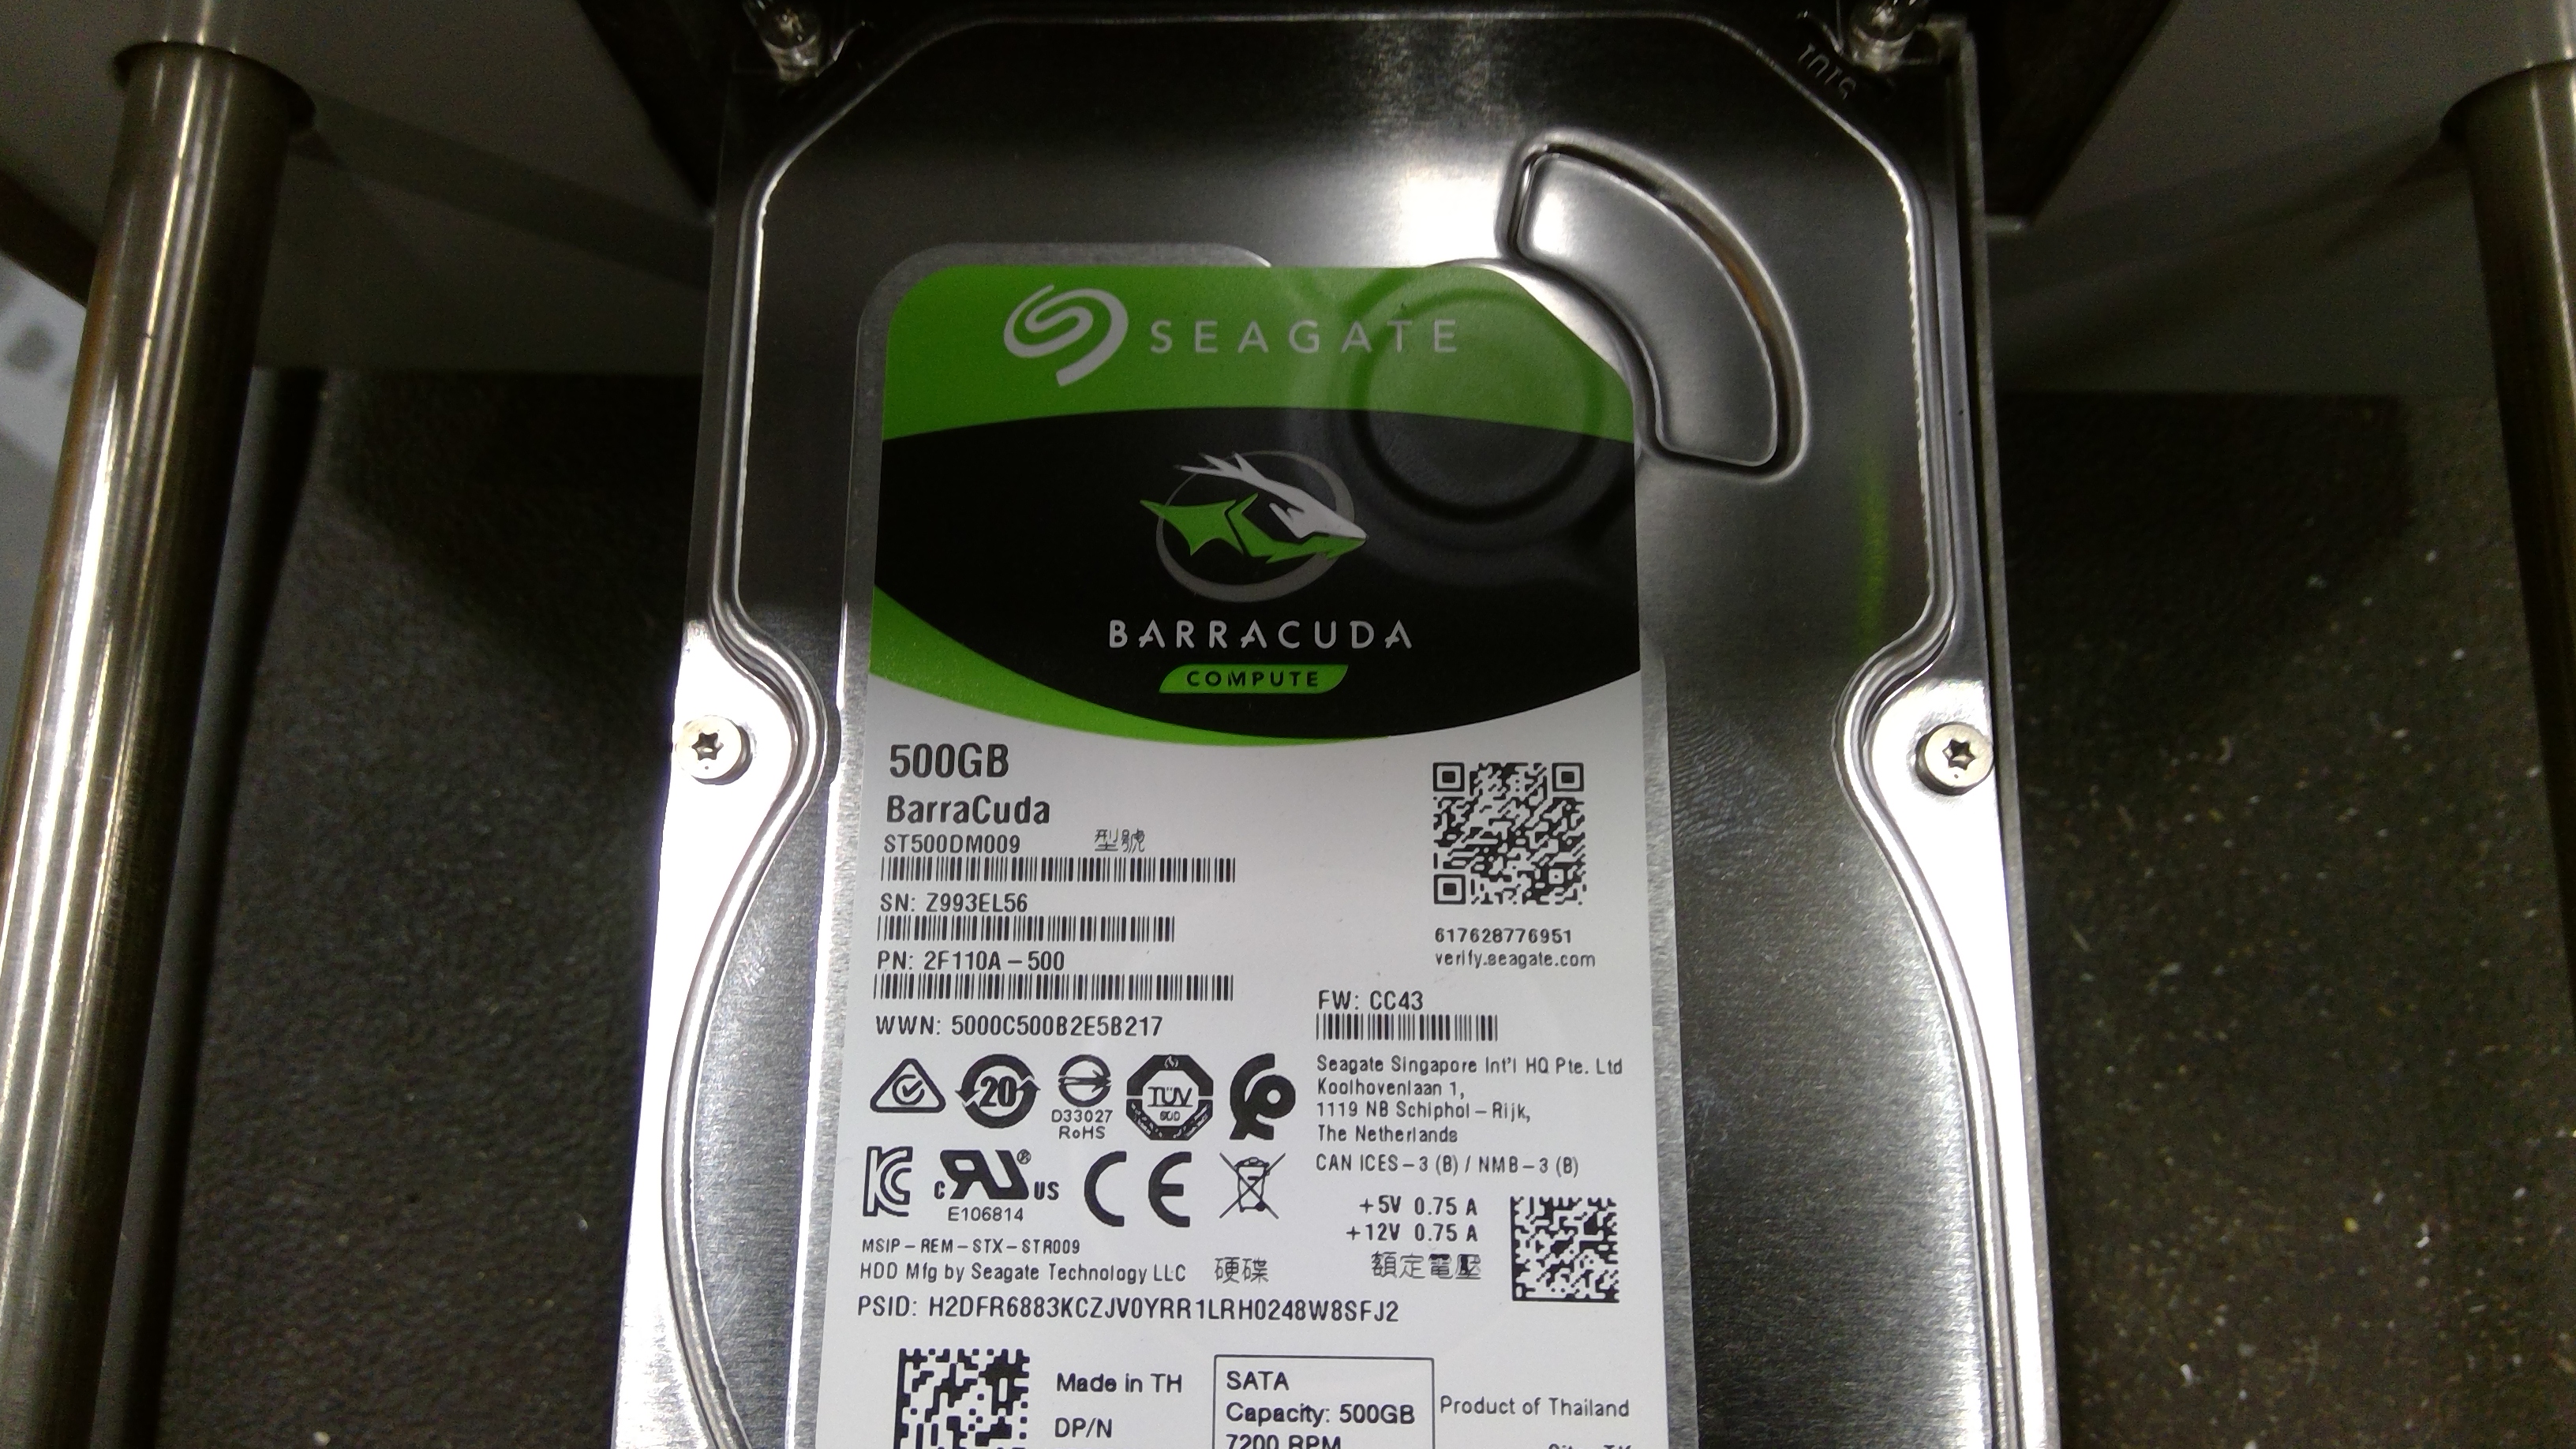 SEAGATE
BARRACUDA
COMPUTE
500GB
BarraCuda
ST500DM009 型號
SN: Z993EL56
PN: 2F110A-500
WWN: 5000C500B2E5B217
617628776951
verify.seagate.com
FW: CC43
Seagate Singapore Int'l HQ Pte. Ltd
Koolhovenlaan 1,
1119 NB Schiphol-Rijk,
The Netherlands
CAN ICES-3 (B) / NMB-3 (B)
20
D33027
RoHS
TÜV
SÜD
c RU® US
E106814
CE
+5V 0.75 A
+12V 0.75 A
額定電壓
MSIP-REM-STX-STR009
HDD Mfg by Seagate Technology LLC 硬碟
PSID: H2DFR6883KCZJV0YRR1LRH0248W8SFJ2
Made in TH
DP/N
SATA
Capacity: 500GB
7200 RPM
Product of Thailand